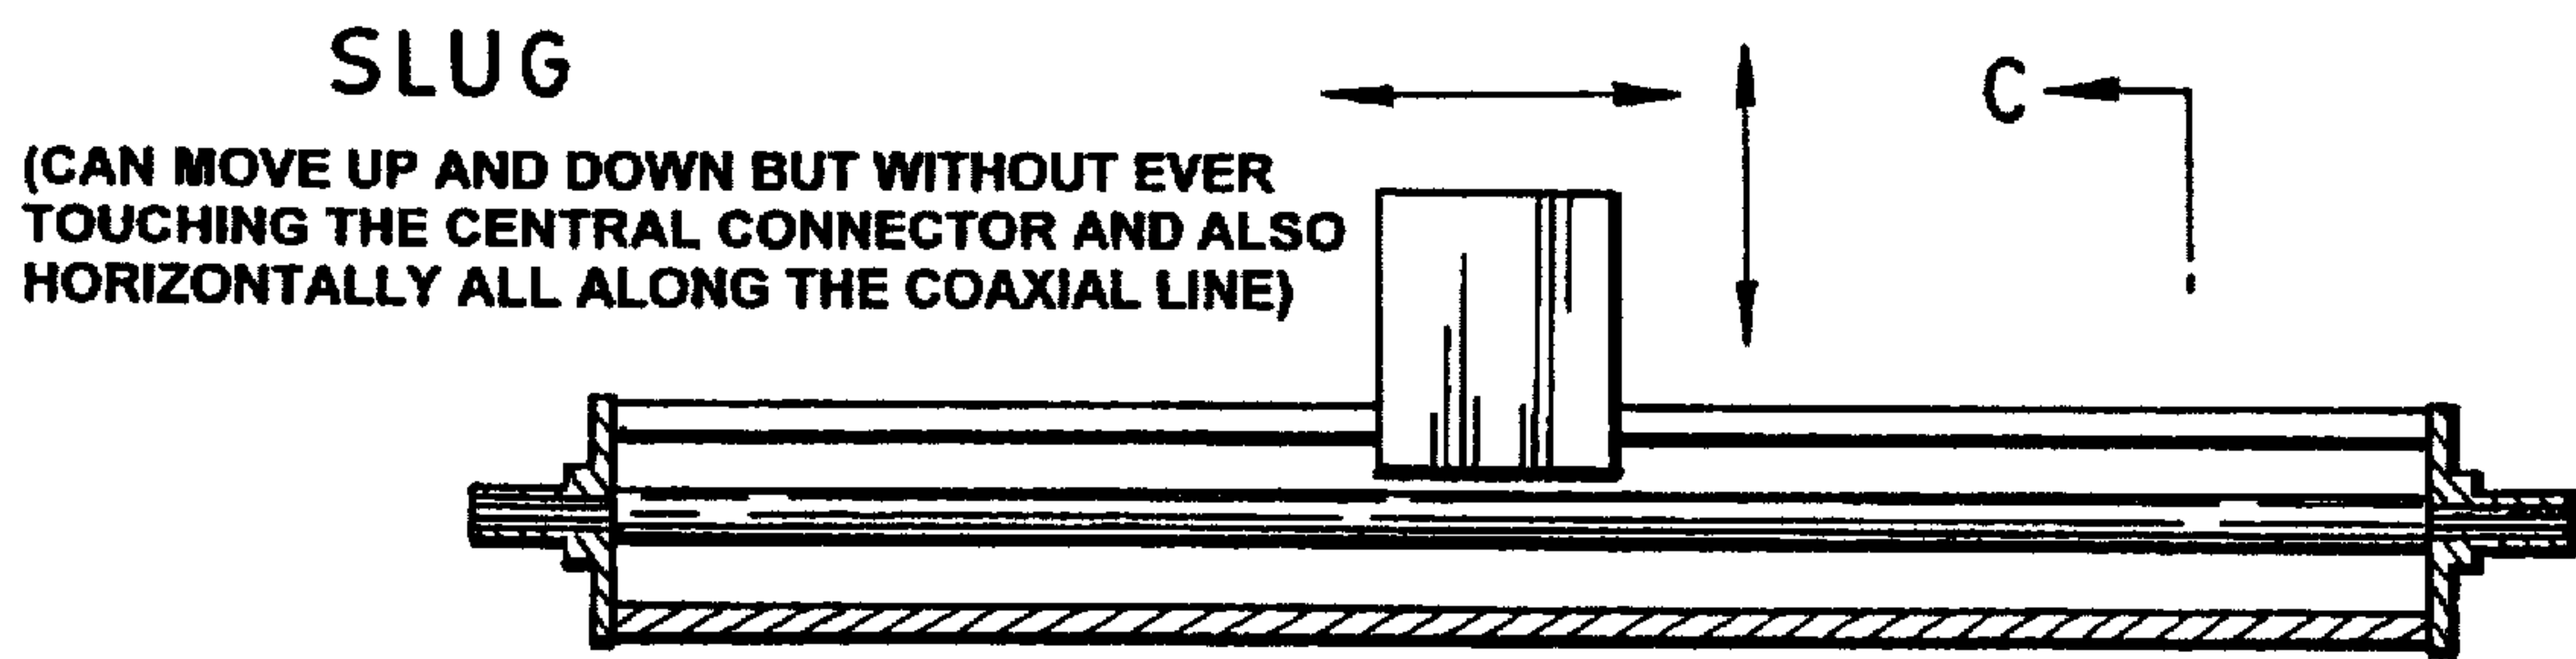 SLUG
(CAN MOVE UP AND DOWN BUT WITHOUT EVER
TOUCHING THE CENTRAL CONNECTOR AND ALSO
HORIZONTALLY ALL ALONG THE COAXIAL LINE)
C